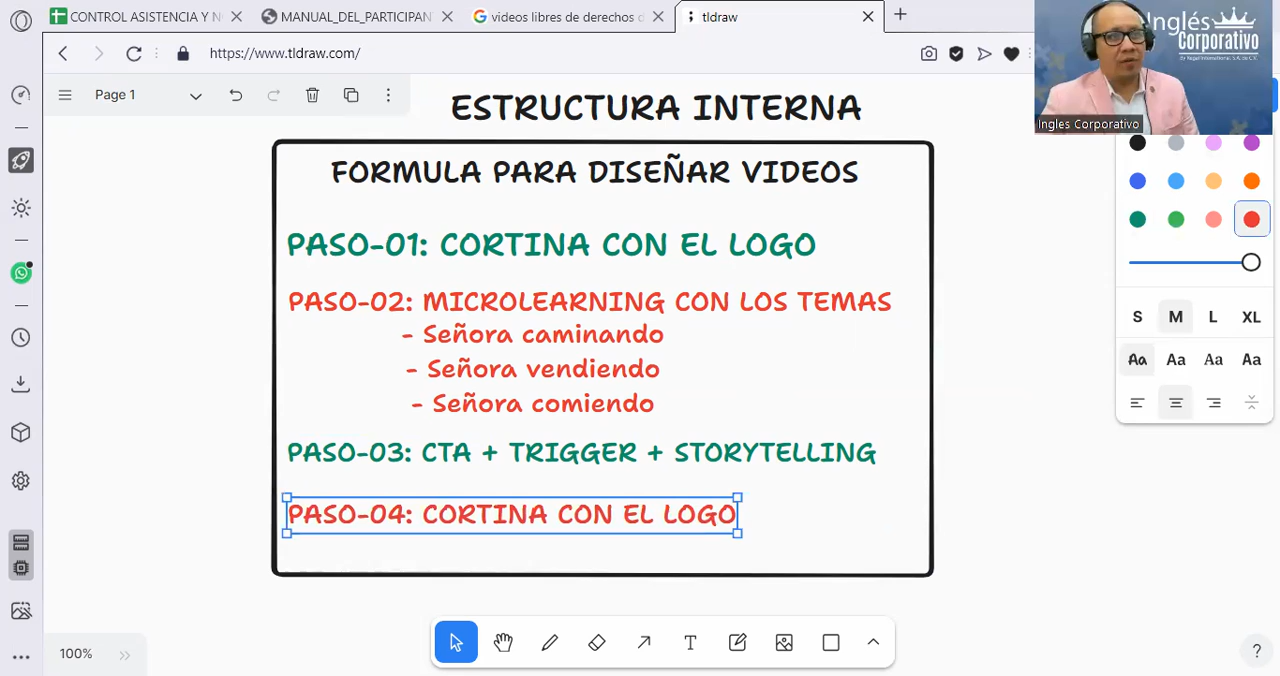 CONTROL ASISTENCIA Y N
MANUAL_DEL_PARTICIPAN
videos libres de derechos d
tldraw
https://www.tldraw.com/
Page 1
Inglés
Corporativo
Ingles Corporativo
ESTRUCTURA INTERNA
FORMULA PARA DISEÑAR VIDEOS
PASO-01: CORTINA CON EL LOGO
PASO-02: MICROLEARNING CON LOS TEMAS
- Señora caminando
- Señora vendiendo
- Señora comiendo
PASO-03: CTA + TRIGGER + STORYTELLING
PASO-04: CORTINA CON EL LOGO
S M L XL
Aa Aa Aa Aa
T
100%
?